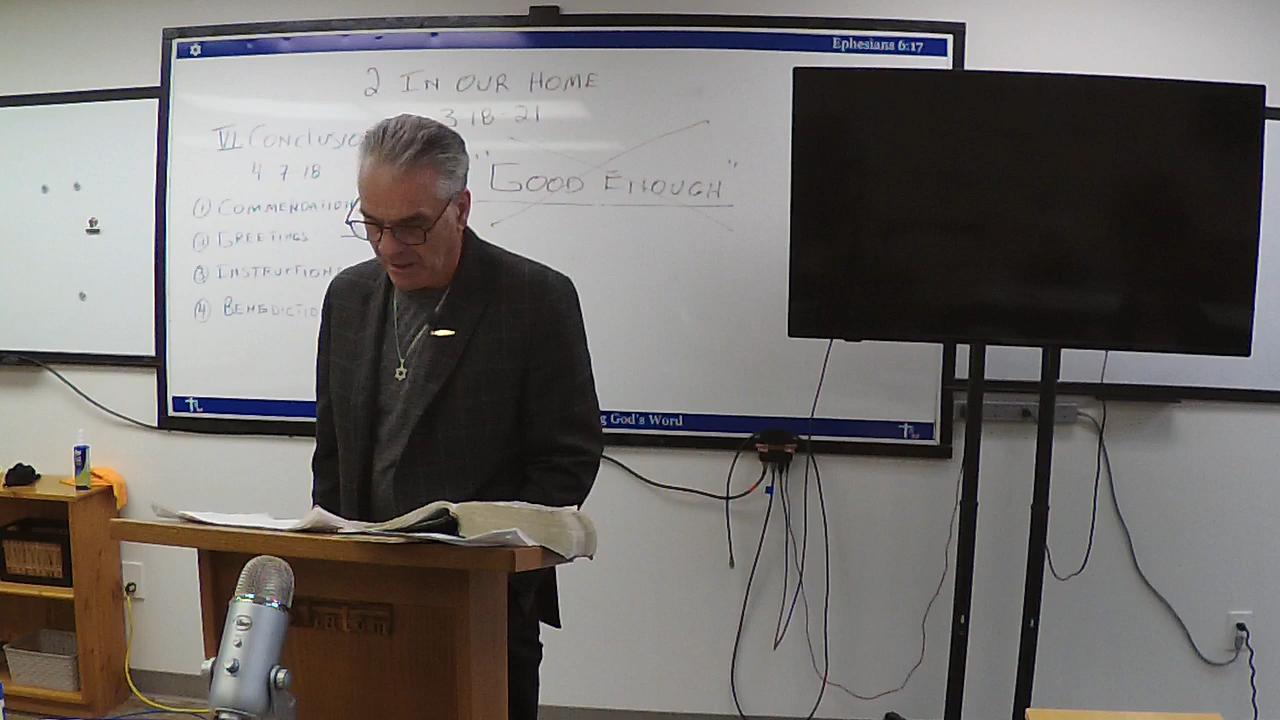 Ephesians 6:17
2 IN OUR HOME
3 18-21
VI CONCLUSIO
4 7-18
"GOOD ENOUGH"
① COMMENDATION
② GREETINGS
③ INSTRUCTION
④ BENEDICTIO
g God's Word